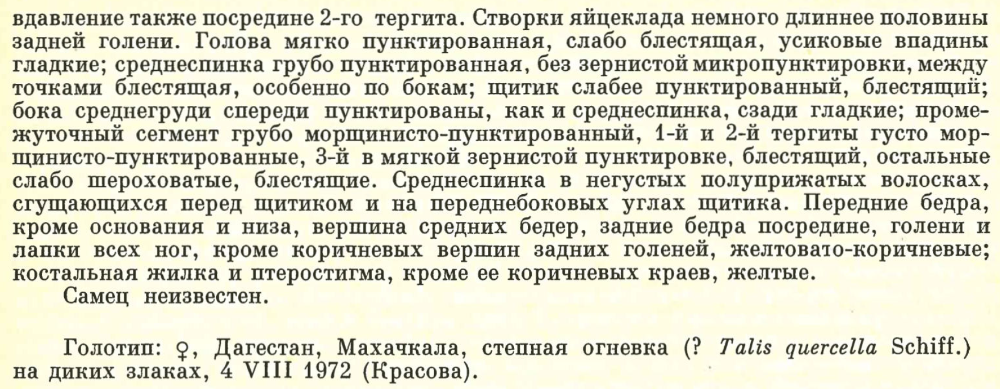 вдавление также посредине 2-го тергита. Створки яйцеклада немного длиннее половины
задней голени. Голова мягко пунктированная, слабо блестящая, усиковые впадины
гладкие; среднеспинка грубо пунктированная, без зернистой микропунктировки, между
точками блестящая, особенно по бокам; щитик слабее пунктированный, блестящий;
бока среднегруди спереди пунктированы, как и среднеспинка, сзади гладкие; проме-
жуточный сегмент грубо морщинисто-пунктированный, 1-й и 2-й тергиты густо мор-
щинисто-пунктированные, 3-й в мягкой зернистой пунктировке, блестящий, остальные
слабо шероховатые, блестящие. Среднеспинка в негустых полуприжатых волосках,
сгущающихся перед щитиком и на переднебоковых углах щитика. Передние бедра,
кроме основания и низа, вершина средних бедер, задние бедра посредине, голени и
лапки всех ног, кроме коричневых вершин задних голеней, желтовато-коричневые;
костальная жилка и птеростигма, кроме ее коричневых краев, желтые.
Самец неизвестен.
Голотип: ♀, Дагестан, Махачкала, степная огневка (? Talis quercella Schiff.)
на диких злаках, 4 VIII 1972 (Красова).